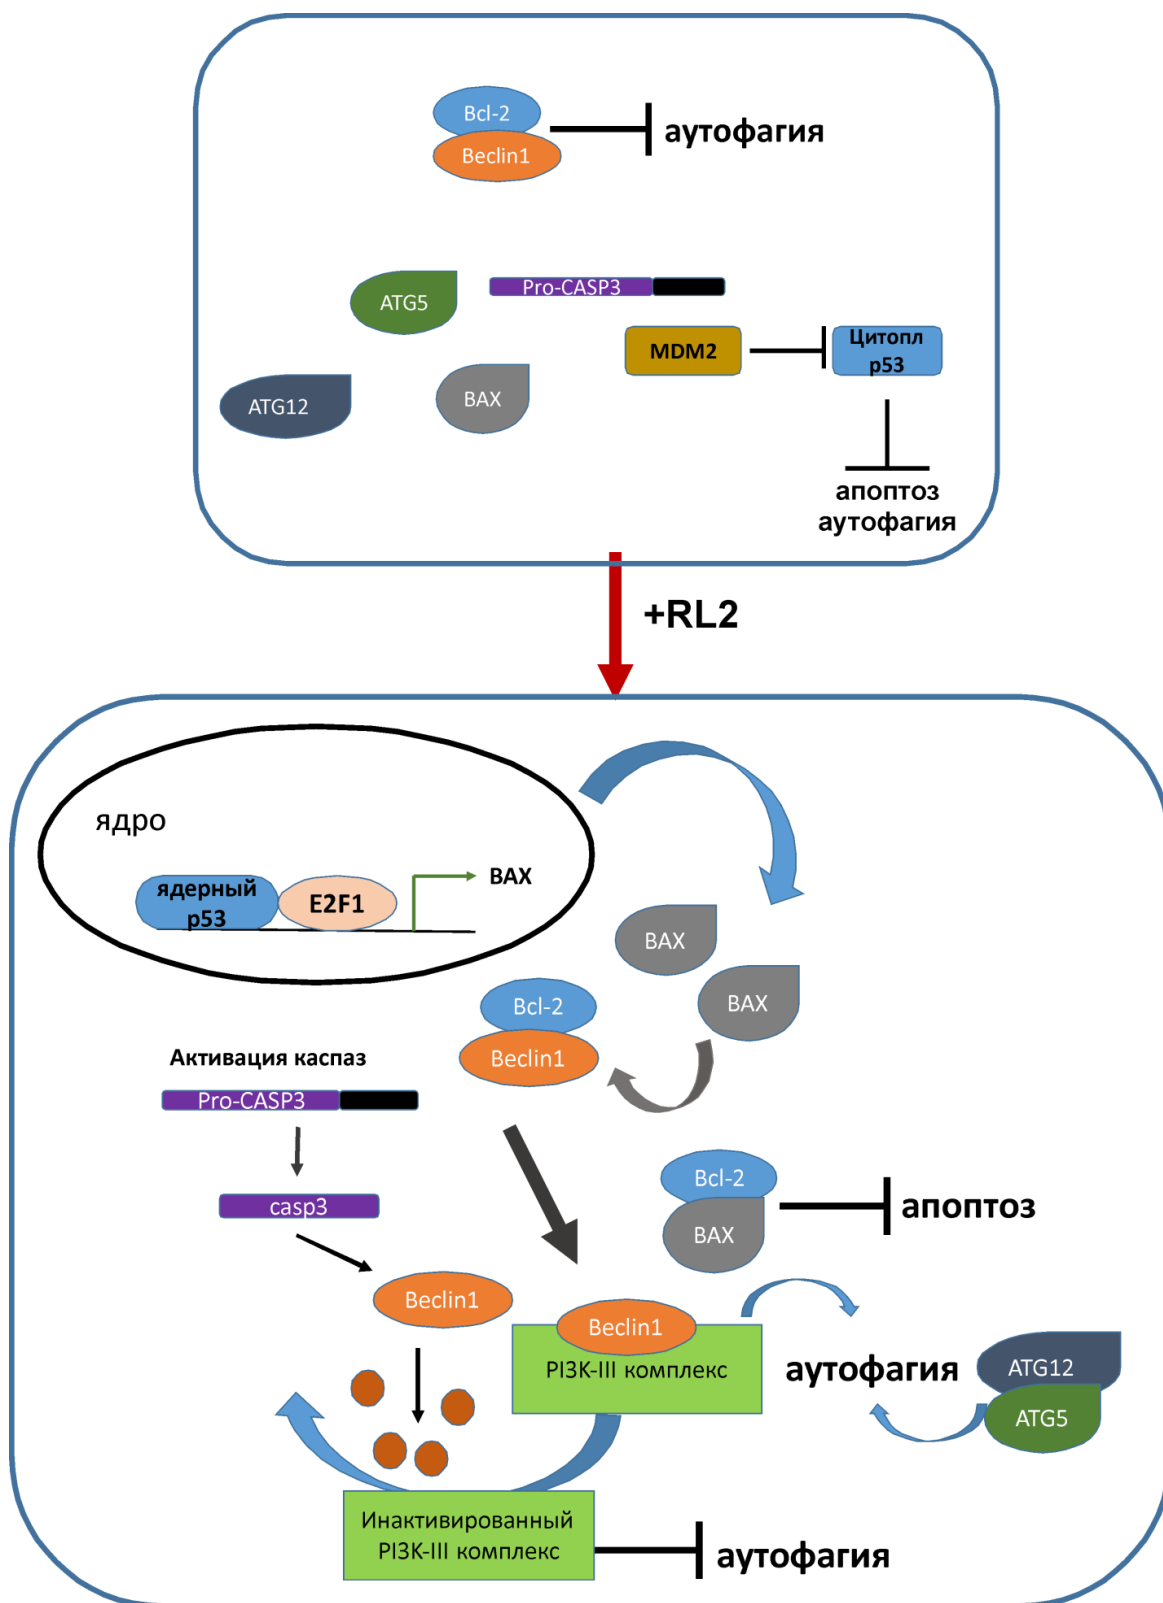 Bcl-2
Beclin1
аутофагия
ATG5
Pro-CASP3
MDM2
Цитопл
p53
ATG12
BAX
апоптоз
аутофагия
+RL2
ядро
ядерный
p53
E2F1
BAX
BAX
BAX
Bcl-2
Beclin1
Активация каспаз
Pro-CASP3
casp3
Bcl-2
BAX
апоптоз
Beclin1
Beclin1
PI3K-III комплекс
аутофагия
ATG12
ATG5
Инактивированный
PI3K-III комплекс
аутофагия